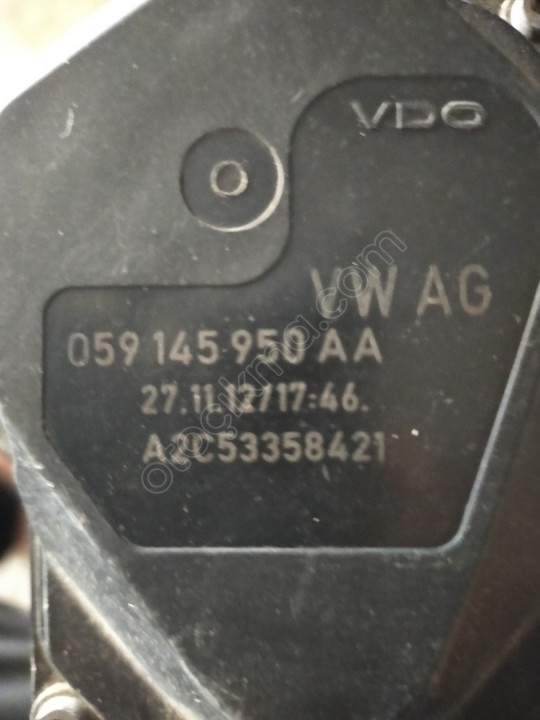 VDO
VW AG
059 145 950 AA
27.11.12/17:46.
A2C53358421